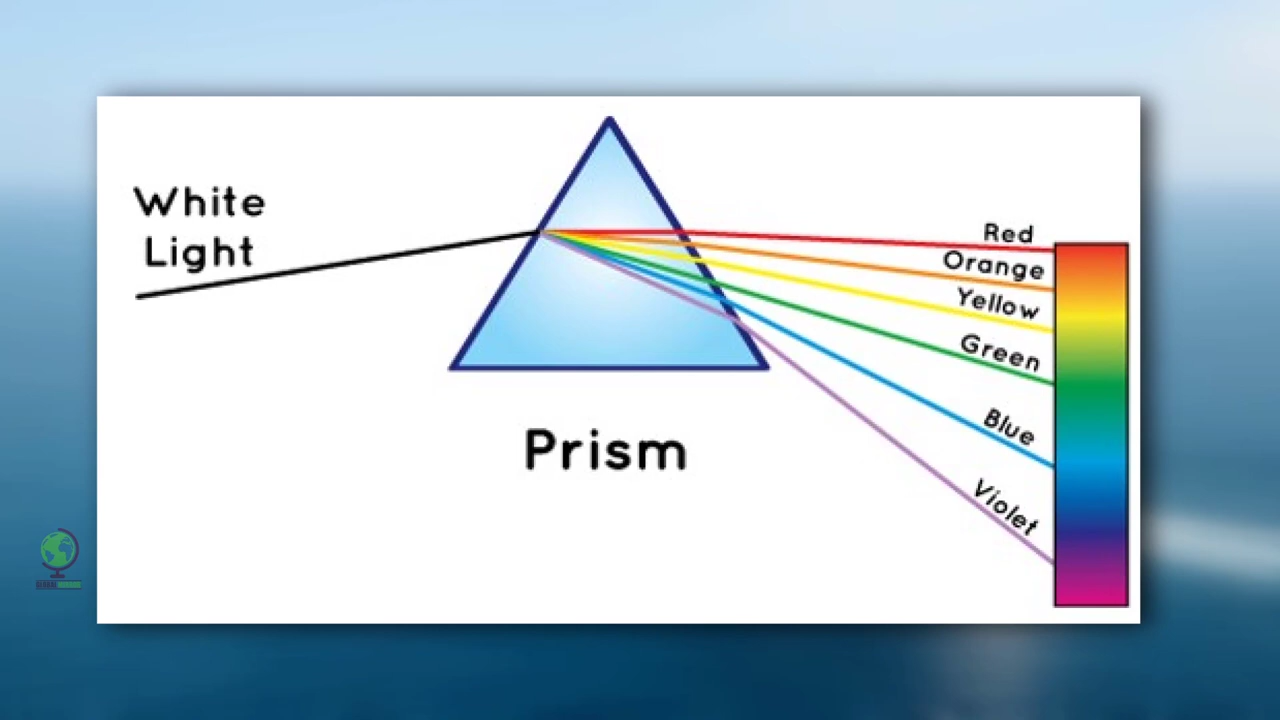 White
Light
Prism
Red
Orange
Yellow
Green
Blue
Violet